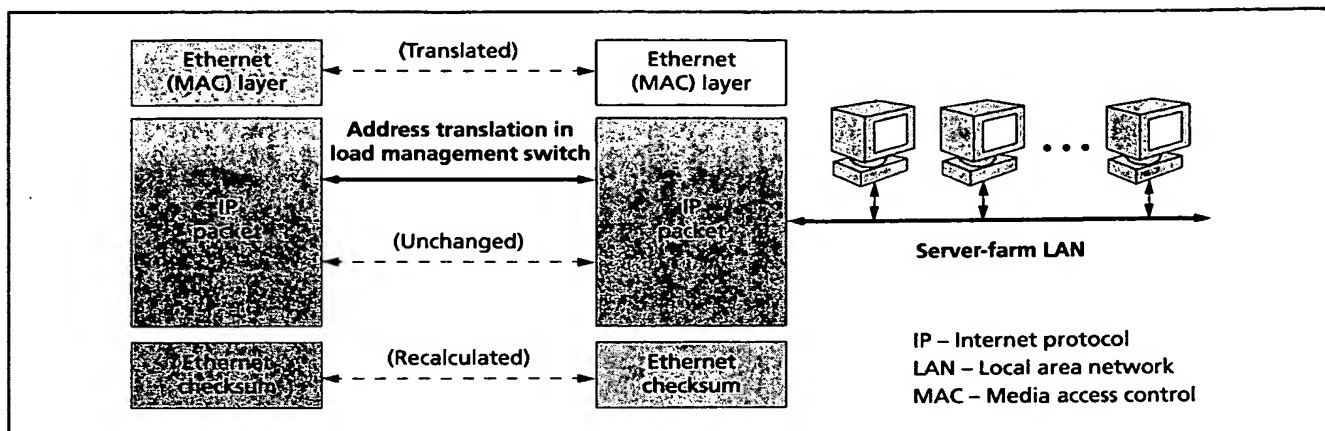 Ethernet
(MAC) layer
(Translated)
Ethernet
(MAC) layer
Address translation in
load management switch
IP
packet
IP
packet
(Unchanged)
Server-farm LAN
Ethernet
checksum
(Recalculated)
Ethernet
checksum
IP – Internet protocol
LAN – Local area network
MAC – Media access control